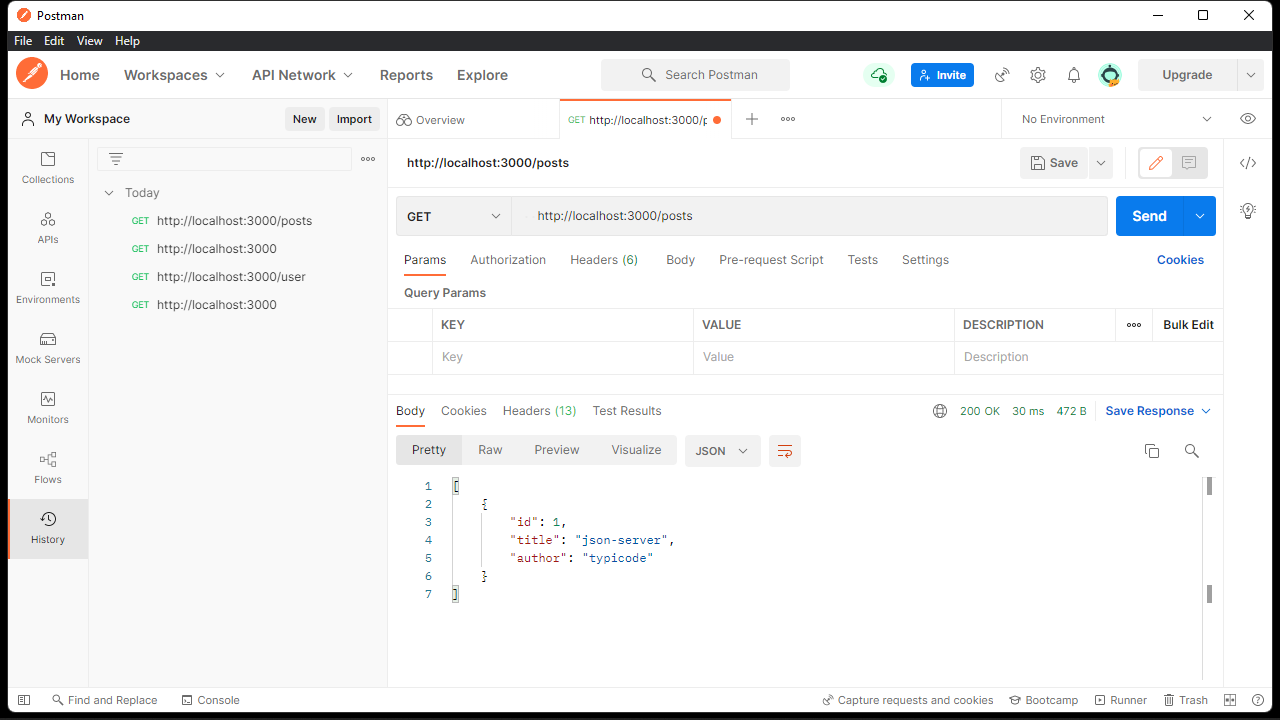 Postman
File Edit View Help
Home Workspaces API Network Reports Explore Search Postman Invite Upgrade
My Workspace New Import Overview GET http://localhost:3000/p No Environment
Collections
APIs
Environments
Mock Servers
Monitors
Flows
History
Today
GET http://localhost:3000/posts
GET http://localhost:3000
GET http://localhost:3000/user
GET http://localhost:3000
http://localhost:3000/posts Save
GET http://localhost:3000/posts Send
Params Authorization Headers (6) Body Pre-request Script Tests Settings Cookies
Query Params
KEY VALUE DESCRIPTION Bulk Edit
Key Value Description
Body Cookies Headers (13) Test Results 200 OK 30 ms 472 B Save Response
Pretty Raw Preview Visualize JSON
1 [
2 {
3 "id": 1,
4 "title": "json-server",
5 "author": "typicode"
6 }
7 ]
Find and Replace Console Capture requests and cookies Bootcamp Runner Trash